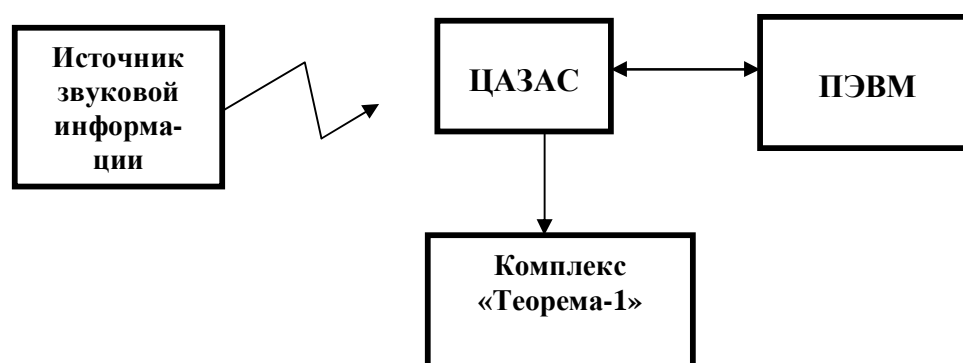 Источник
звуковой
информа-
ции
ЦАЗАС
ПЭВМ
Комплекс
«Теорема-1»